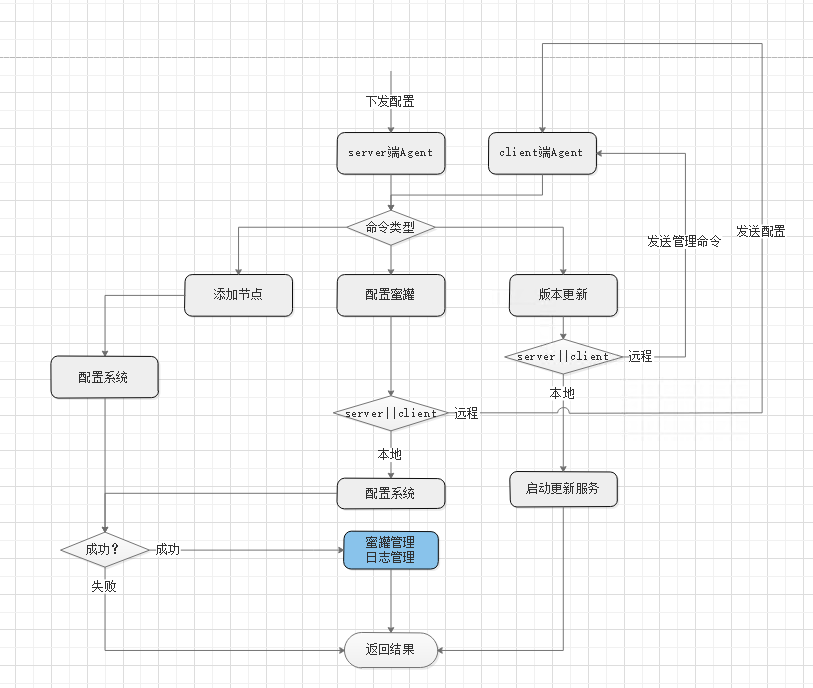 下发配置
server端Agent
client端Agent
命令类型
发送管理命令
发送配置
添加节点
配置蜜罐
版本更新
server||client
远程
配置系统
本地
server||client
远程
本地
配置系统
启动更新服务
成功？
成功
蜜罐管理
日志管理
失败
返回结果